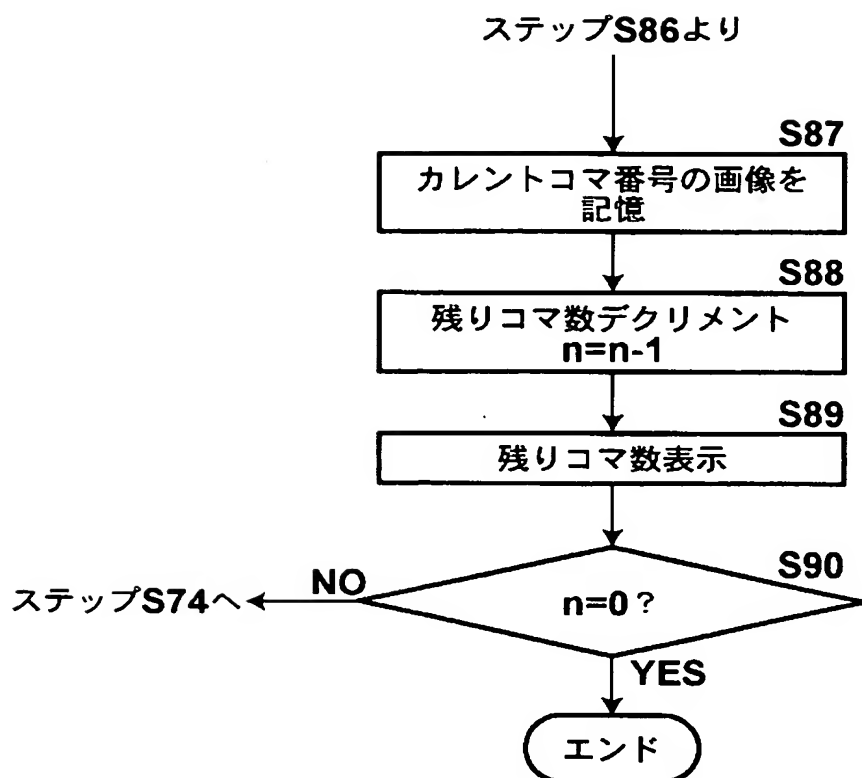 ステップS86より
S87
カレントコマ番号の画像を
記憶
S88
残りコマ数デクリメント
n=n-1
S89
残りコマ数表示
S90
n=0？
NO
ステップS74へ
YES
エンド